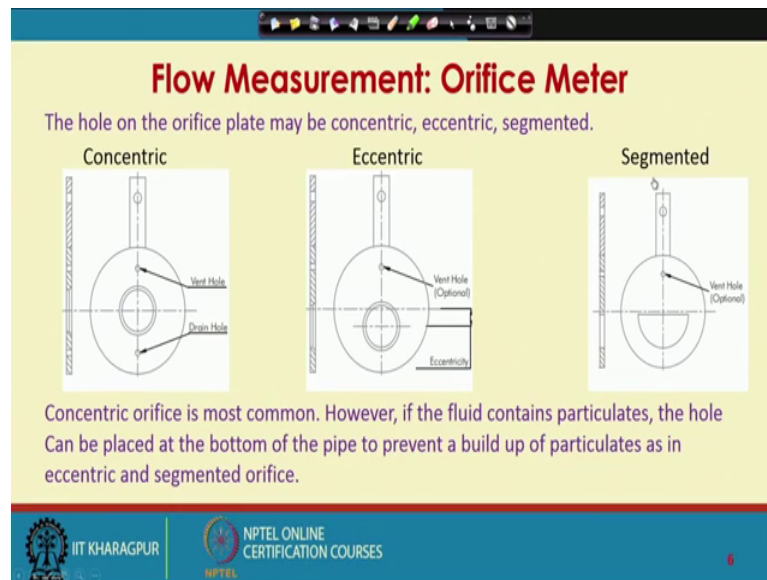 Flow Measurement: Orifice Meter
The hole on the orifice plate may be concentric, eccentric, segmented.
Concentric
Eccentric
Segmented
Vent Hole
Drain Hole
Vent Hole
(Optional)
Eccentricity
Vent Hole
(Optional)
Concentric orifice is most common. However, if the fluid contains particulates, the hole
Can be placed at the bottom of the pipe to prevent a build up of particulates as in
eccentric and segmented orifice.
IIT KHARAGPUR
NPTEL
NPTEL ONLINE
CERTIFICATION COURSES
6